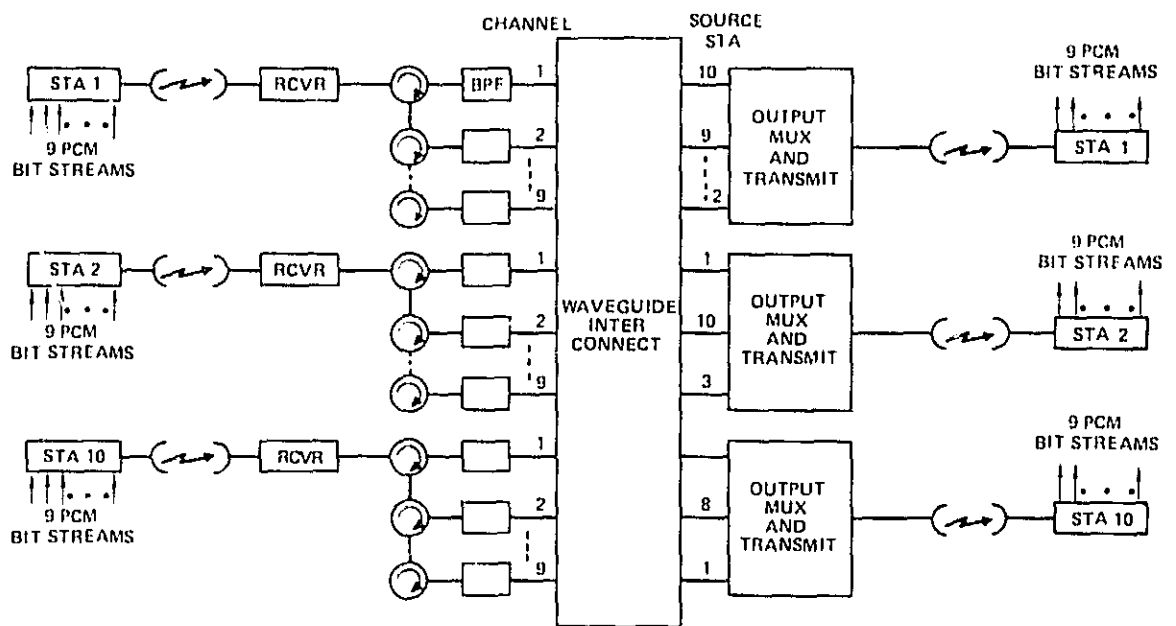 CHANNEL
SOURCE
STA
STA 1
RCVR
BPF
1
10
OUTPUT
MUX
AND
TRANSMIT
9 PCM
BIT STREAMS
STA 1
9 PCM
BIT STREAMS
2
9
9
2
STA 2
RCVR
1
1
OUTPUT
MUX
AND
TRANSMIT
9 PCM
BIT STREAMS
STA 2
9 PCM
BIT STREAMS
WAVEGUIDE
INTER
CONNECT
2
10
9
3
STA 10
RCVR
1
OUTPUT
MUX
AND
TRANSMIT
9 PCM
BIT STREAMS
STA 10
9 PCM
BIT STREAMS
2
8
9
1